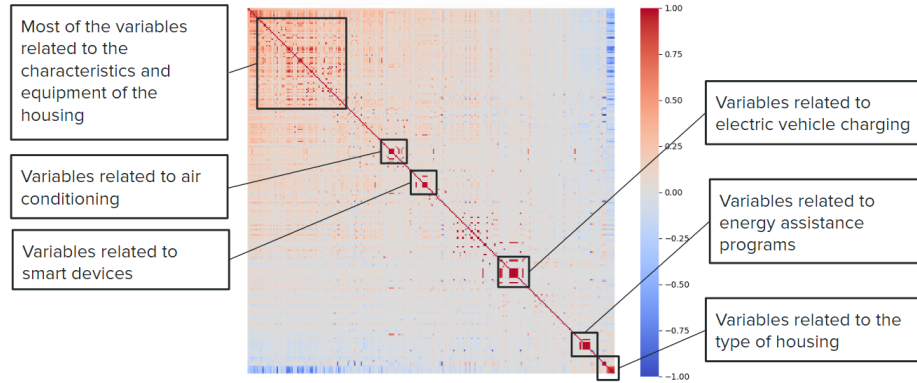 Most of the variables
related to the
characteristics and
equipment of the
housing
Variables related to air
conditioning
Variables related to
smart devices
1.00
0.75
0.50
0.25
0.00
−0.25
−0.50
−0.75
−1.00
Variables related to
electric vehicle charging
Variables related to
energy assistance
programs
Variables related to the
type of housing